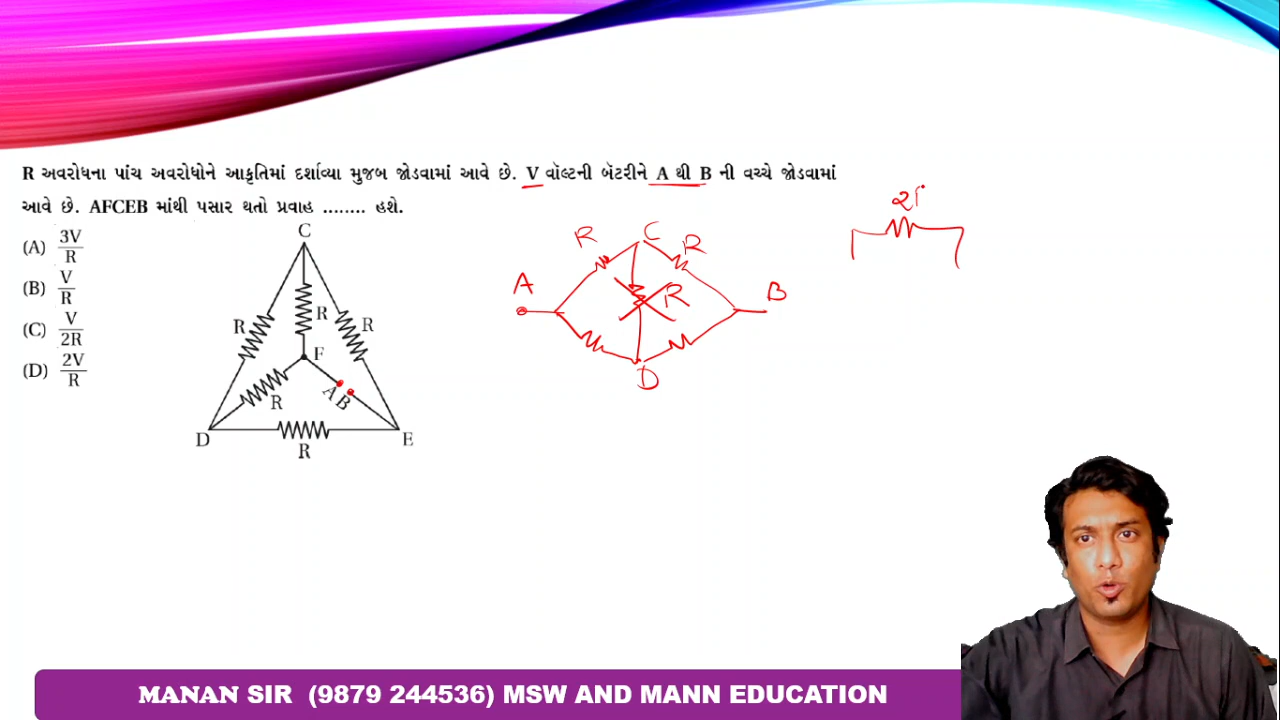 R અવરોધના પાંચ અવરોધોને આકૃતિમાં દર્શાવ્યા મુજબ જોડવામાં આવે છે. V વૉલ્ટની બૅટરીને A થી B ની વચ્ચે જોડવામાં
આવે છે. AFCEB માંથી પસાર થતો પ્રવાહ ........ હશે.
(A) 3V/R
(B) V/R
(C) V/2R
(D) 2V/R
C
R
R
R
F
A B
R
D
E
R
R
C
R
A
R
B
D
MANAN SIR (9879 244536) MSW AND MANN EDUCATION